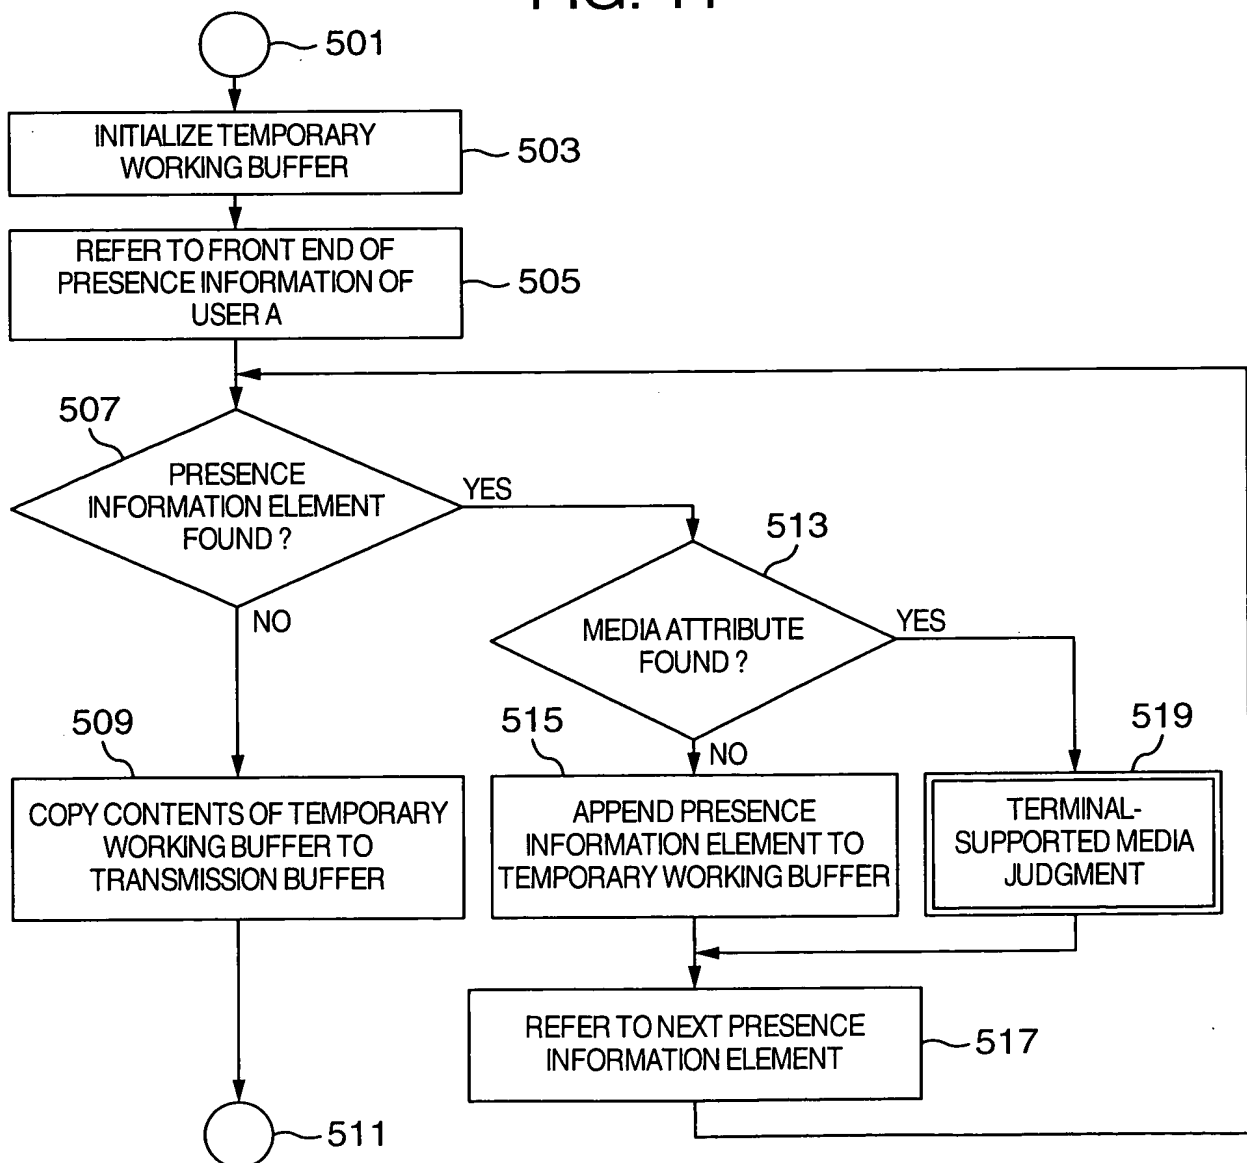 501
INITIALIZE TEMPORARY
WORKING BUFFER
503
REFER TO FRONT END OF
PRESENCE INFORMATION OF
USER A
505
507
PRESENCE
INFORMATION ELEMENT
FOUND ?
YES
NO
513
MEDIA ATTRIBUTE
FOUND ?
YES
NO
509
COPY CONTENTS OF TEMPORARY
WORKING BUFFER TO
TRANSMISSION BUFFER
515
APPEND PRESENCE
INFORMATION ELEMENT TO
TEMPORARY WORKING BUFFER
519
TERMINAL-
SUPPORTED MEDIA
JUDGMENT
REFER TO NEXT PRESENCE
INFORMATION ELEMENT
517
511